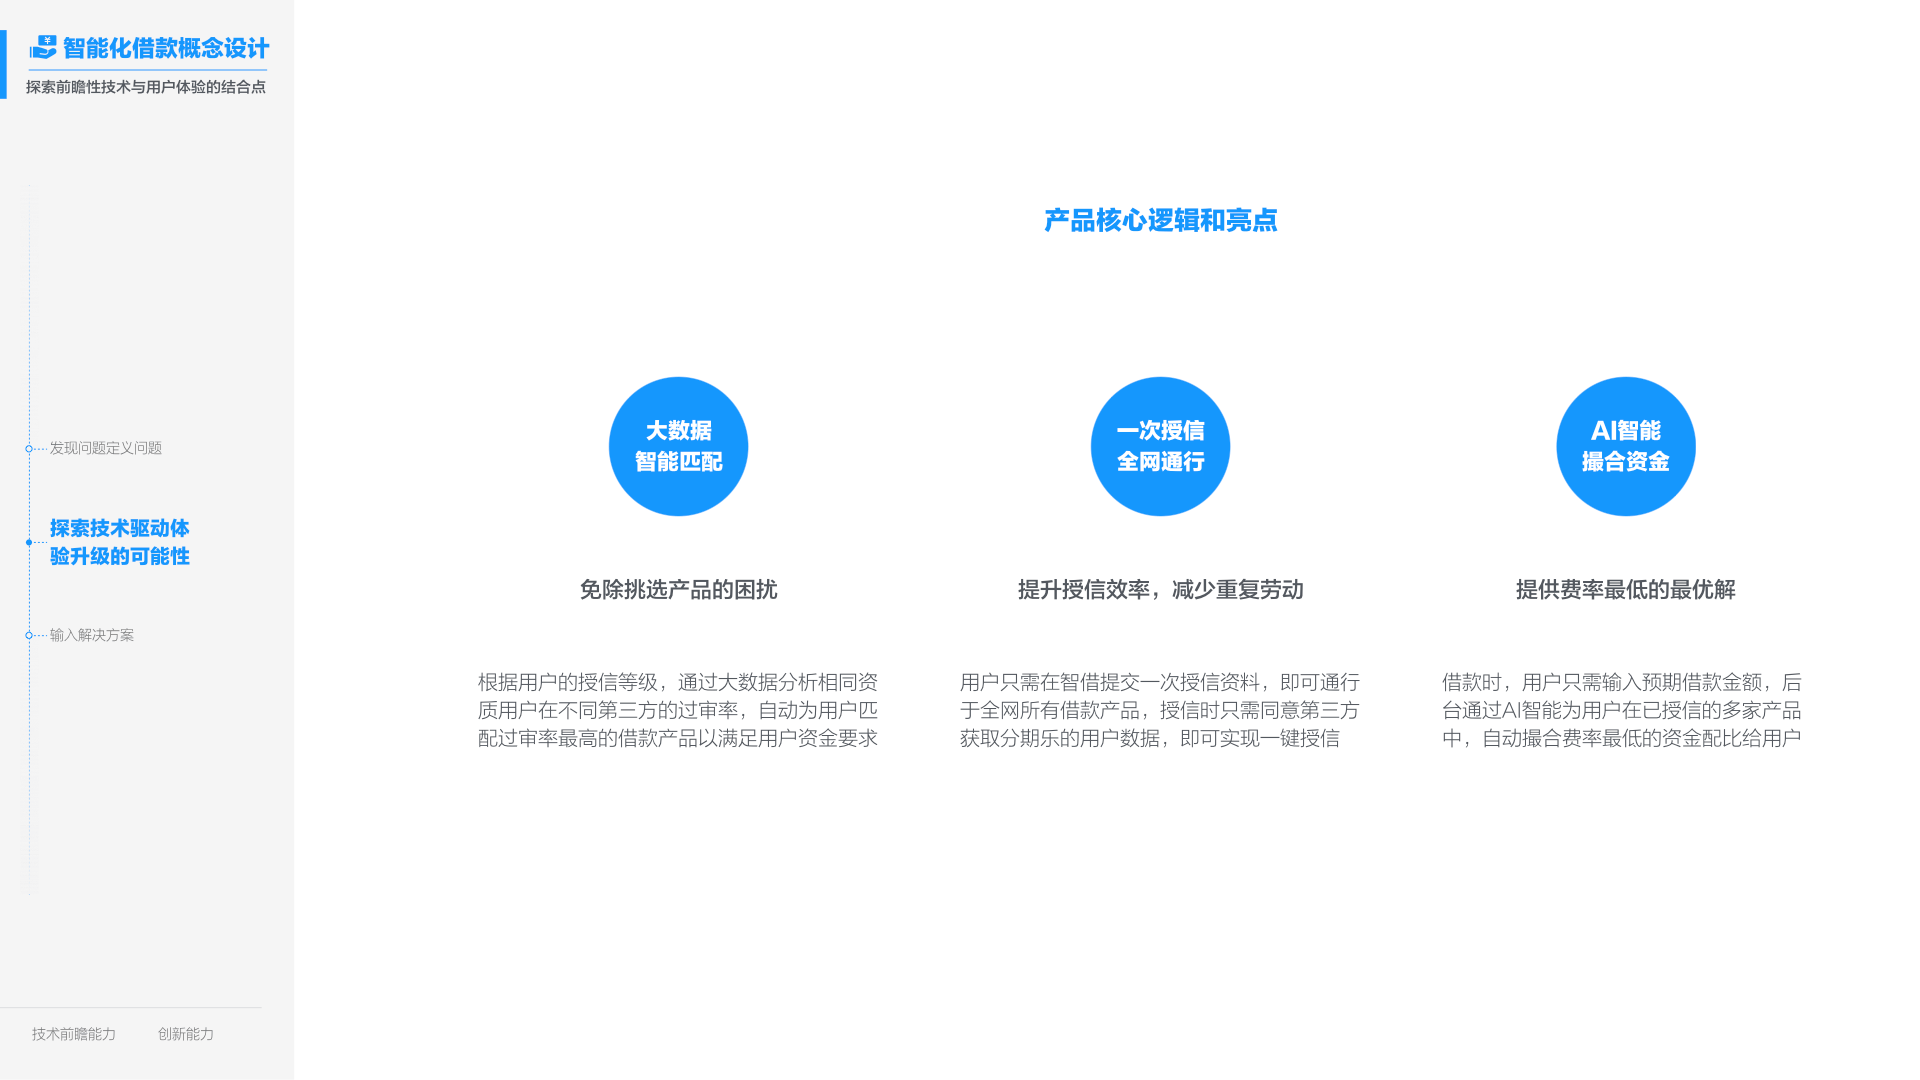 智能化借款概念设计
探索前瞻性技术与用户体验的结合点
发现问题定义问题
探索技术驱动体
验升级的可能性
输入解决方案
技术前瞻能力
创新能力
产品核心逻辑和亮点
大数据
智能匹配
免除挑选产品的困扰
根据用户的授信等级，通过大数据分析相同资
质用户在不同第三方的过审率，自动为用户匹
配过审率最高的借款产品以满足用户资金要求
一次授信
全网通行
提升授信效率，减少重复劳动
用户只需在智借提交一次授信资料，即可通行
于全网所有借款产品，授信时只需同意第三方
获取分期乐的用户数据，即可实现一键授信
AI智能
撮合资金
提供费率最低的最优解
借款时，用户只需输入预期借款金额，后
台通过AI智能为用户在已授信的多家产品
中，自动撮合费率最低的资金配比给用户